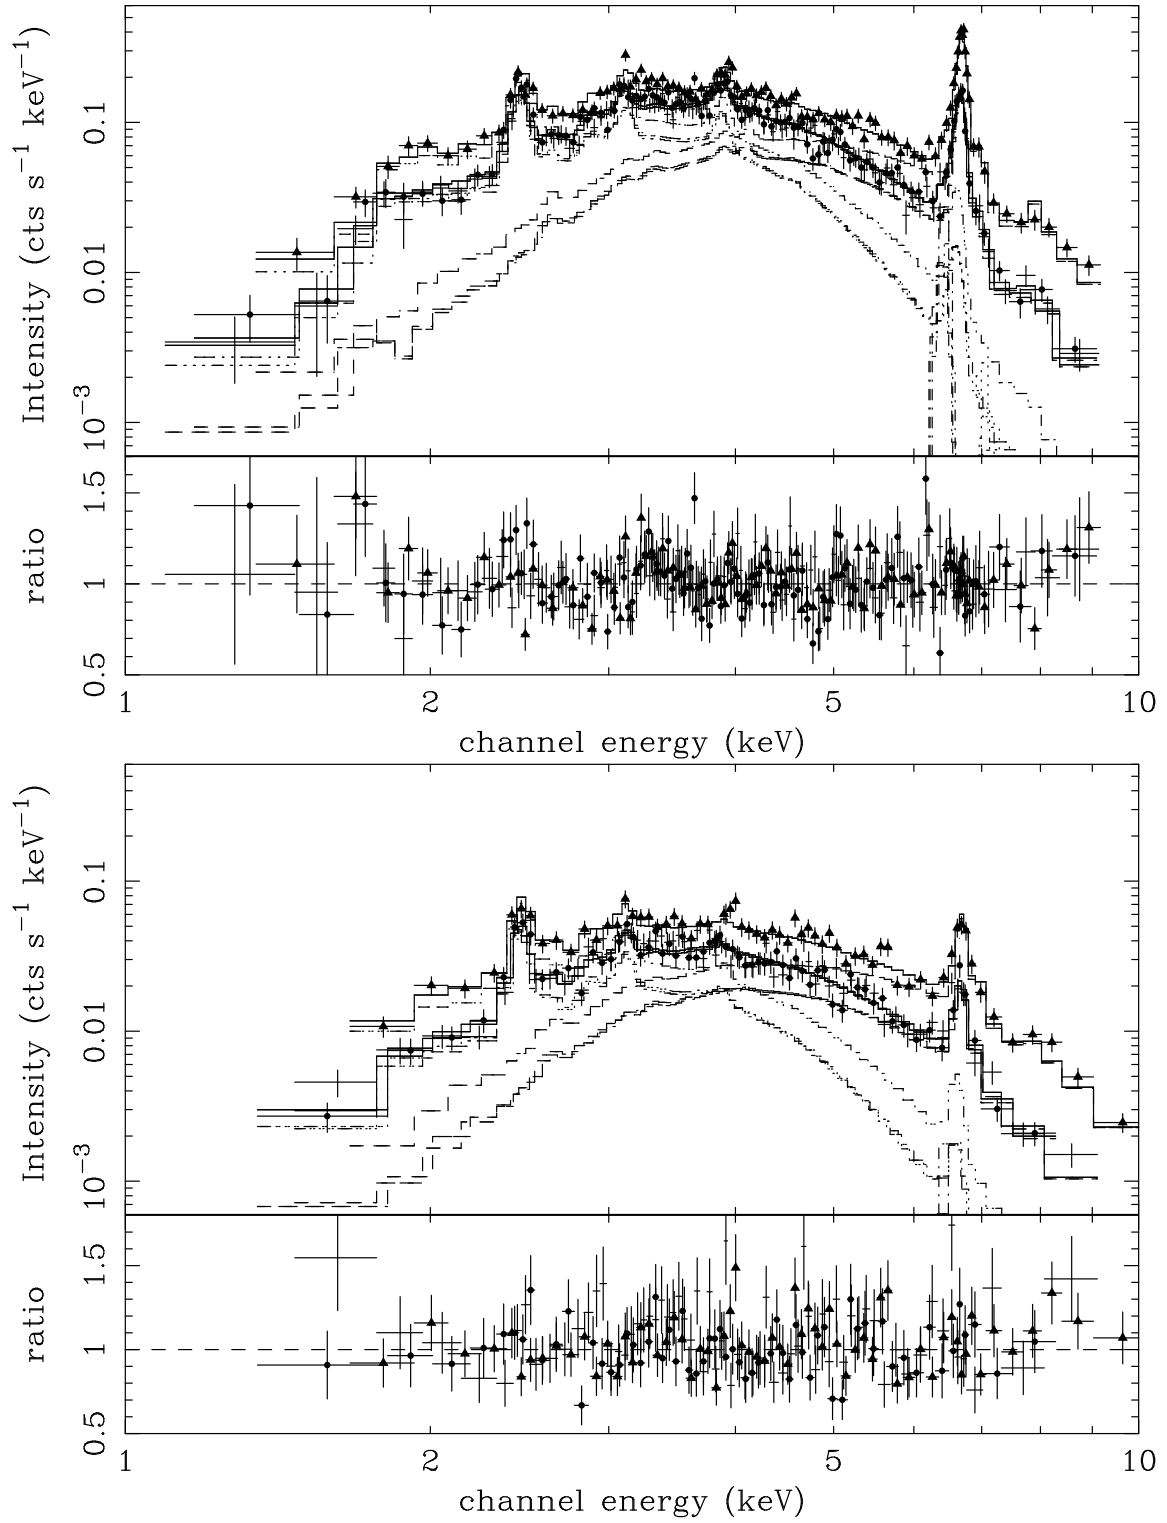 Intensity (cts s⁻¹ keV⁻¹)
0.1
0.01
10⁻³
ratio
1.5
1
0.5
1 2 5 10
channel energy (keV)
Intensity (cts s⁻¹ keV⁻¹)
0.1
0.01
10⁻³
ratio
1.5
1
0.5
1 2 5 10
channel energy (keV)